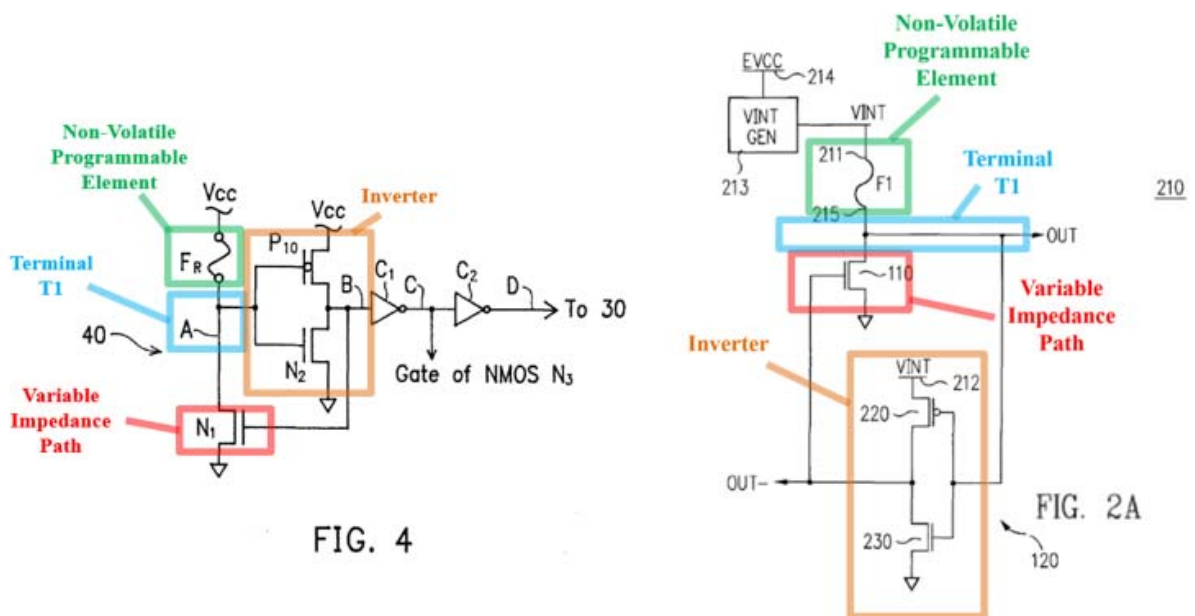 Non-Volatile
Programmable
Element
Vcc
Inverter
Vcc
P10
FR
Terminal
T1
A
40
B
C1
C
C2
D
To 30
N2
Gate of NMOS N3
Variable
Impedance
Path
N1
FIG. 4
Non-Volatile
Programmable
Element
EVCC
214
VINT
GEN
VINT
213
211
F1
215
Terminal
T1
210
OUT
110
Variable
Impedance
Path
Inverter
VINT
212
220
OUT-
230
FIG. 2A
120